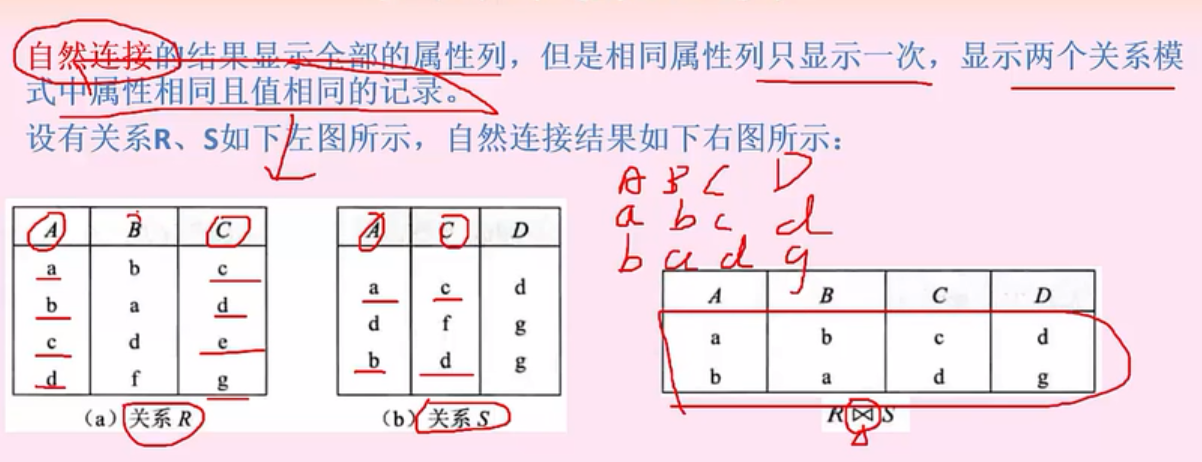 自然连接的结果显示全部的属性列，但是相同属性列只显示一次，显示两个关系模
式中属性相同且值相同的记录。
设有关系R、S如下左图所示，自然连接结果如下右图所示：
A B C D
a b c d
b a d g
A B C
a b c
b a d
c d e
d f g
（a）关系 R
A C D
a c d
d f g
b d g
（b）关系 S
A B C D
a b c d
b a d g
R⋈S